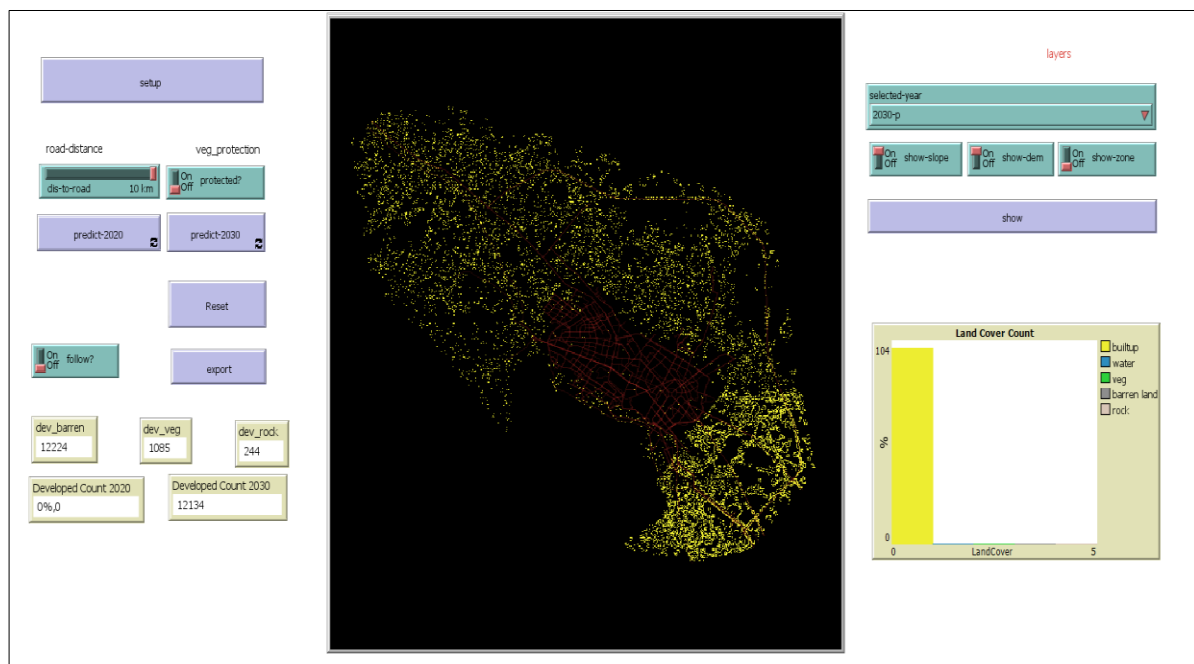 setup
road-distance
veg_protection
dis-to-road
10 km
On
Off
protected?
predict-2020
predict-2030
Reset
On
Off
follow?
export
dev_barren
12224
dev_veg
1085
dev_rock
244
Developed Count 2020
0%,0
Developed Count 2030
12134
layers
selected-year
2030-p
On
Off
show-slope
On
Off
show-dem
On
Off
show-zone
show
Land Cover Count
104
%
0
0
LandCover
5
builtup
water
veg
barren land
rock